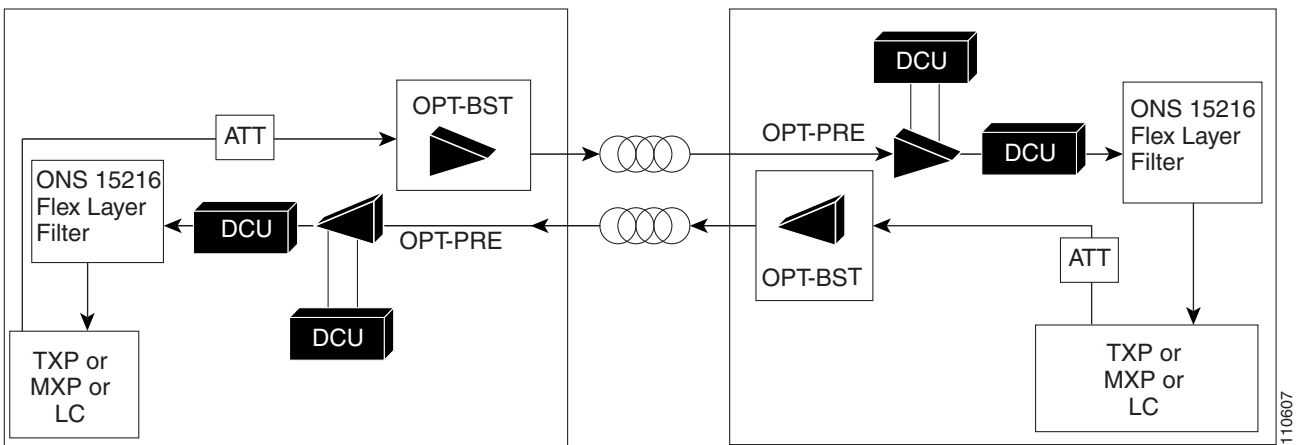 OPT-BST
ATT
ONS 15216
Flex Layer
Filter
DCU
OPT-PRE
DCU
TXP or
MXP or
LC
DCU
OPT-PRE
DCU
ONS 15216
Flex Layer
Filter
OPT-BST
ATT
TXP or
MXP or
LC
110607